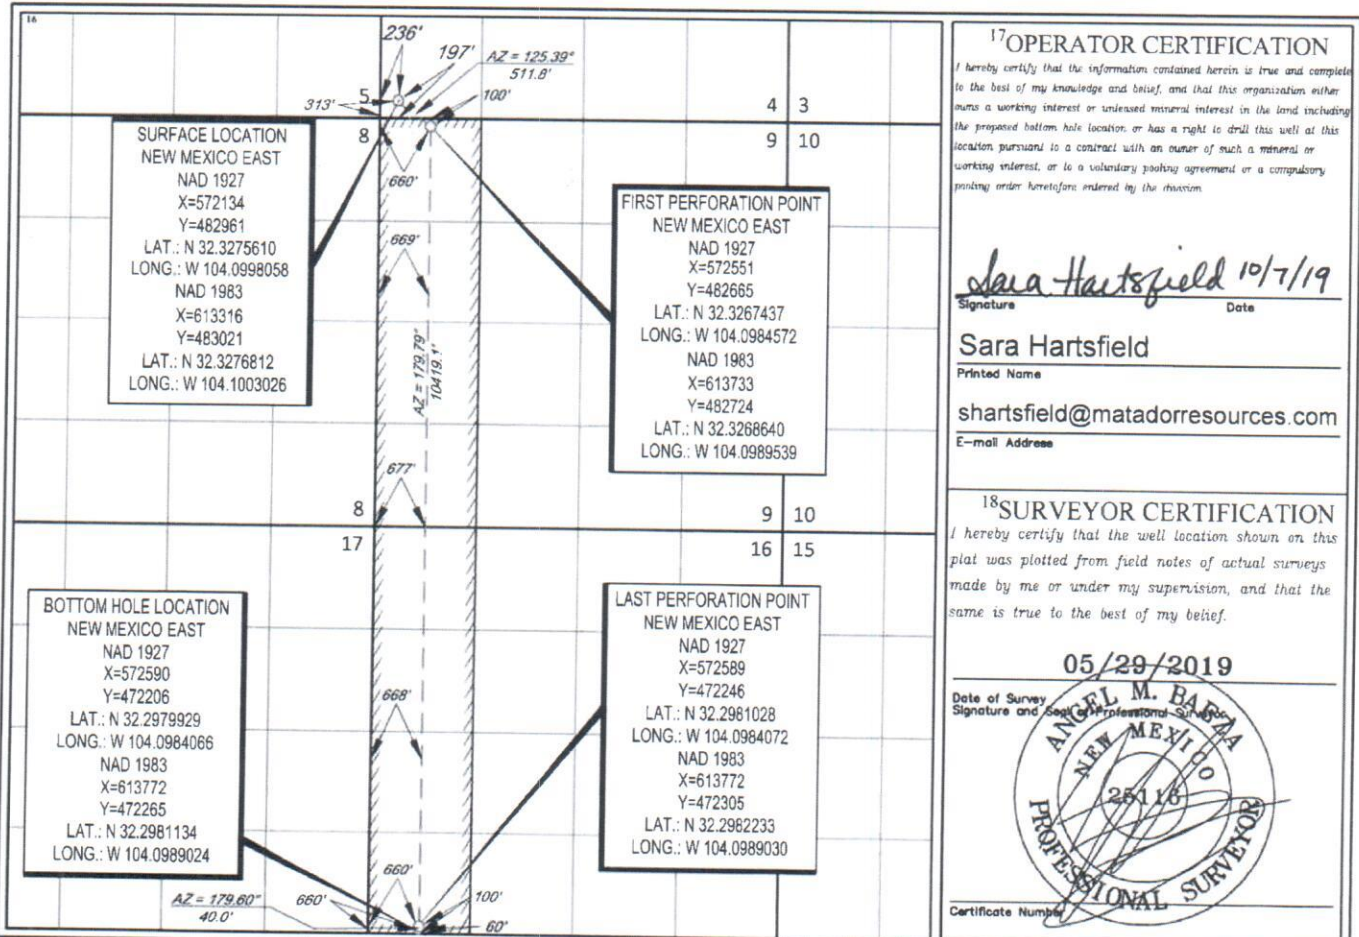 16
236'
197'
AZ = 125.39°
511.8'
313'
5
100'
4 3
8
9 10
SURFACE LOCATION
NEW MEXICO EAST
NAD 1927
X=572134
Y=482961
LAT.: N 32.3275610
LONG.: W 104.0998058
NAD 1983
X=613316
Y=483021
LAT.: N 32.3276812
LONG.: W 104.1003026
660'
FIRST PERFORATION POINT
NEW MEXICO EAST
NAD 1927
X=572551
Y=482665
LAT.: N 32.3267437
LONG.: W 104.0984572
NAD 1983
X=613733
Y=482724
LAT.: N 32.3268640
LONG.: W 104.0989539
669'
AZ = 179.79°
10419.1'
677'
8
9 10
17
16 15
BOTTOM HOLE LOCATION
NEW MEXICO EAST
NAD 1927
X=572590
Y=472206
LAT.: N 32.2979929
LONG.: W 104.0984066
NAD 1983
X=613772
Y=472265
LAT.: N 32.2981134
LONG.: W 104.0989024
LAST PERFORATION POINT
NEW MEXICO EAST
NAD 1927
X=572589
Y=472246
LAT.: N 32.2981028
LONG.: W 104.0984072
NAD 1983
X=613772
Y=472305
LAT.: N 32.2982233
LONG.: W 104.0989030
668'
660'
AZ = 179.60°
40.0'
660'
100'
60'
17 OPERATOR CERTIFICATION
I hereby certify that the information contained herein is true and complete
to the best of my knowledge and belief, and that this organization either
owns a working interest or unleased mineral interest in the land including
the proposed bottom hole location or has a right to drill this well at this
location pursuant to a contract with an owner of such a mineral or
working interest, or to a voluntary pooling agreement or a compulsory
pooling order heretofore entered by the division
Sara Hartsfield 10/7/19
Signature Date
Sara Hartsfield
Printed Name
shartsfield@matadorresources.com
E-mail Address
18 SURVEYOR CERTIFICATION
I hereby certify that the well location shown on this
plat was plotted from field notes of actual surveys
made by me or under my supervision, and that the
same is true to the best of my belief.
05/29/2019
Date of Survey
Signature and Seal of Professional Surveyor
ANGEL M. BAEZA
NEW MEXICO
25116
PROFESSIONAL SURVEYOR
Certificate Number